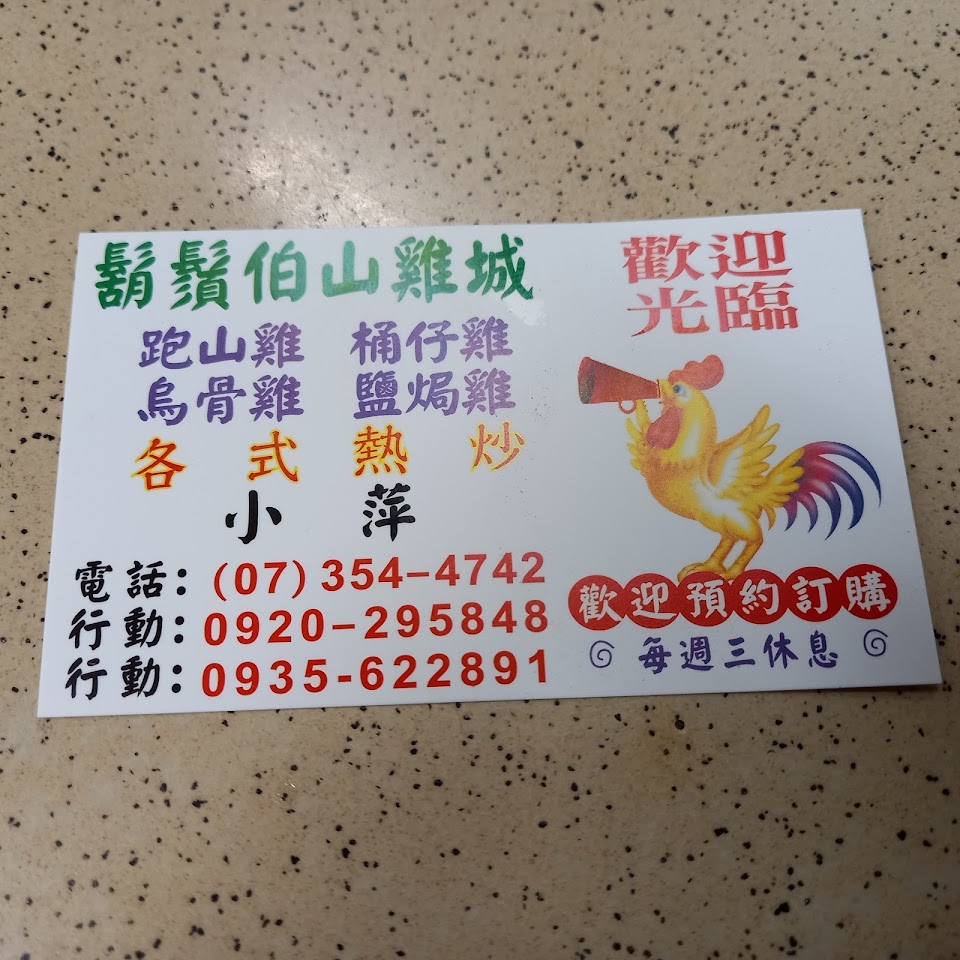 鬍鬚伯山雞城
跑山雞 桶仔雞
烏骨雞 鹽焗雞
各式熱炒
小萍
電話：(07)354-4742
行動：0920-295848
行動：0935-622891
歡迎
光臨
歡迎預約訂購
每週三休息